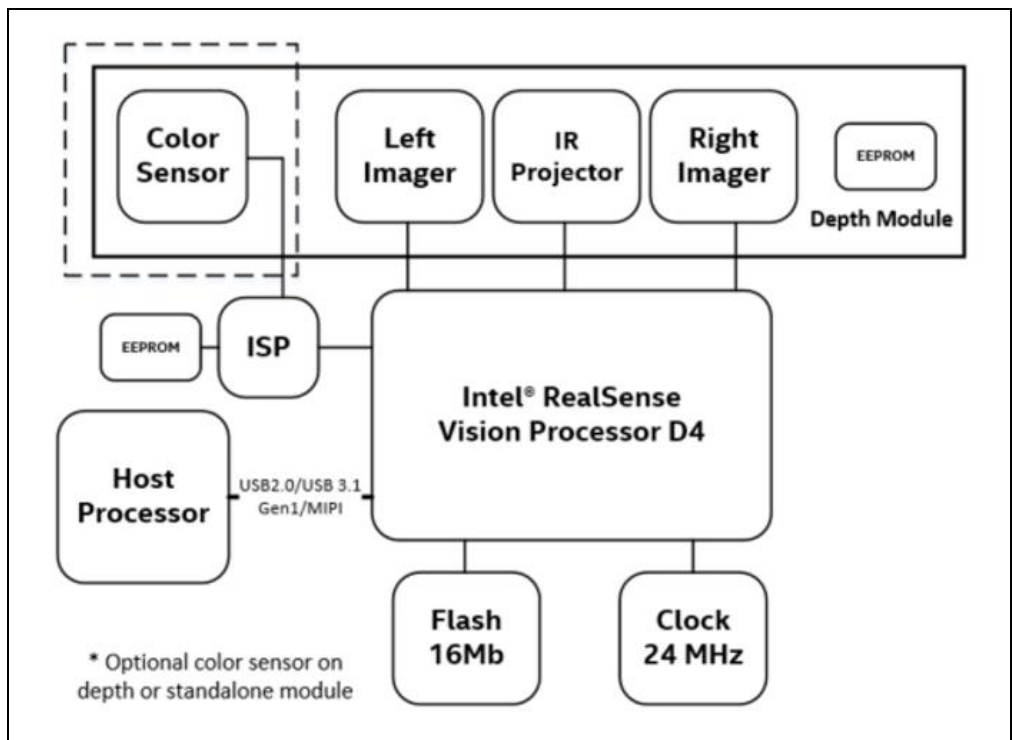 Color
Sensor
Left
Imager
IR
Projector
Right
Imager
EEPROM
Depth Module
EEPROM
ISP
Intel® RealSense
Vision Processor D4
Host
Processor
USB2.0/USB 3.1
Gen1/MIPI
Flash
16Mb
Clock
24 MHz
* Optional color sensor on
depth or standalone module